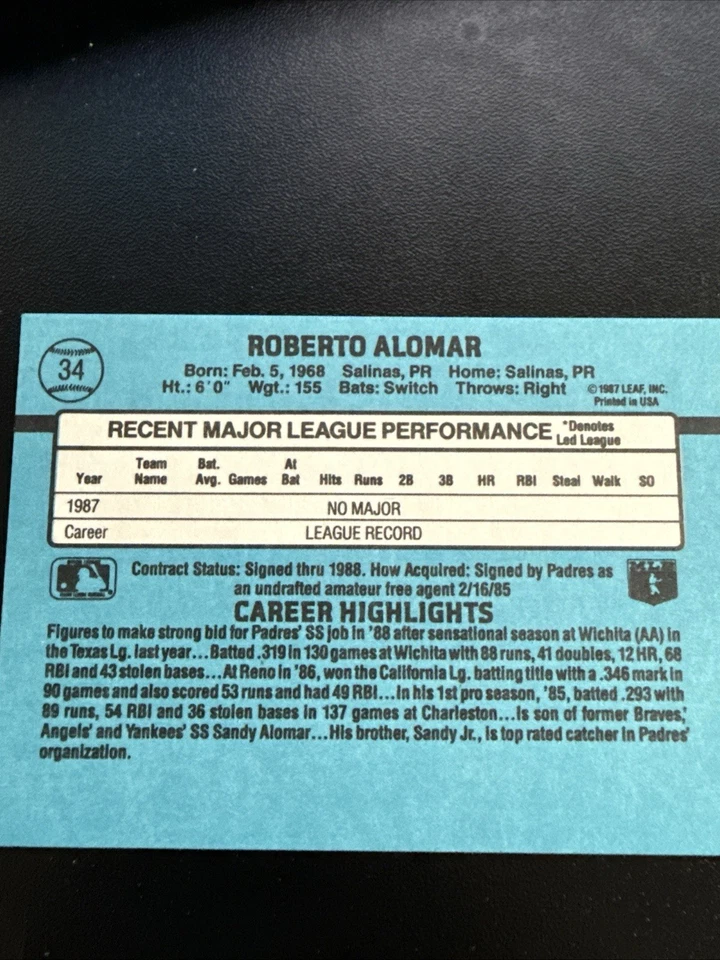 34
ROBERTO ALOMAR
Born: Feb. 5, 1968 Salinas, PR Home: Salinas, PR
Ht.: 6'0" Wgt.: 155 Bats: Switch Throws: Right
©1987 LEAF, INC.
Printed in USA
RECENT MAJOR LEAGUE PERFORMANCE *Denotes
Led League
Year Team Name Bat. Avg. Games At Bat Hits Runs 2B 3B HR RBI Steal Walk SO
1987 NO MAJOR
Career LEAGUE RECORD
Contract Status: Signed thru 1988. How Acquired: Signed by Padres as
an undrafted amateur free agent 2/16/85
CAREER HIGHLIGHTS
Figures to make strong bid for Padres' SS job in '88 after sensational season at Wichita (AA) in
the Texas Lg. last year...Batted .319 in 130 games at Wichita with 88 runs, 41 doubles, 12 HR, 68
RBI and 43 stolen bases...At Reno in '86, won the California Lg. batting title with a .346 mark in
90 games and also scored 53 runs and had 49 RBI...In his 1st pro season, '85, batted .293 with
89 runs, 54 RBI and 36 stolen bases in 137 games at Charleston...Is son of former Braves',
Angels' and Yankees' SS Sandy Alomar...His brother, Sandy Jr., is top rated catcher in Padres'
organization.